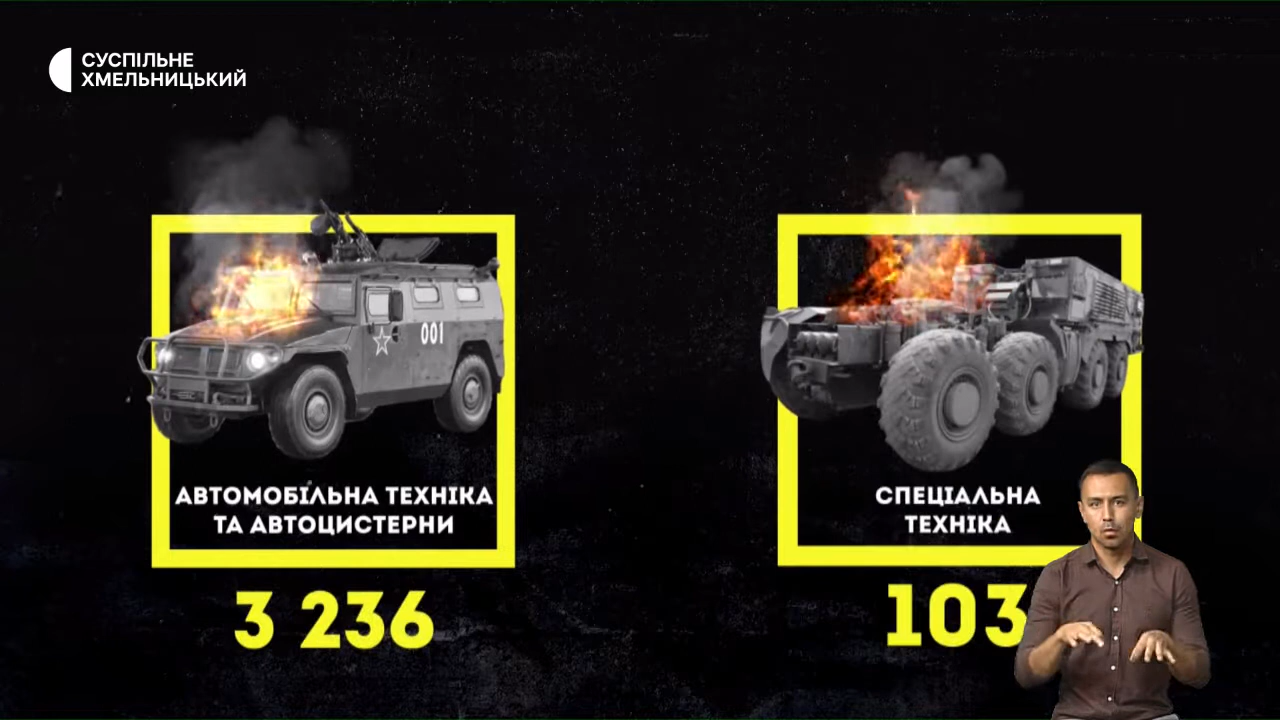 СУСПІЛЬНЕ
ХМЕЛЬНИЦЬКИЙ
001
АВТОМОБІЛЬНА ТЕХНІКА
ТА АВТОЦИСТЕРНИ
3 236
СПЕЦІАЛЬНА
ТЕХНІКА
103